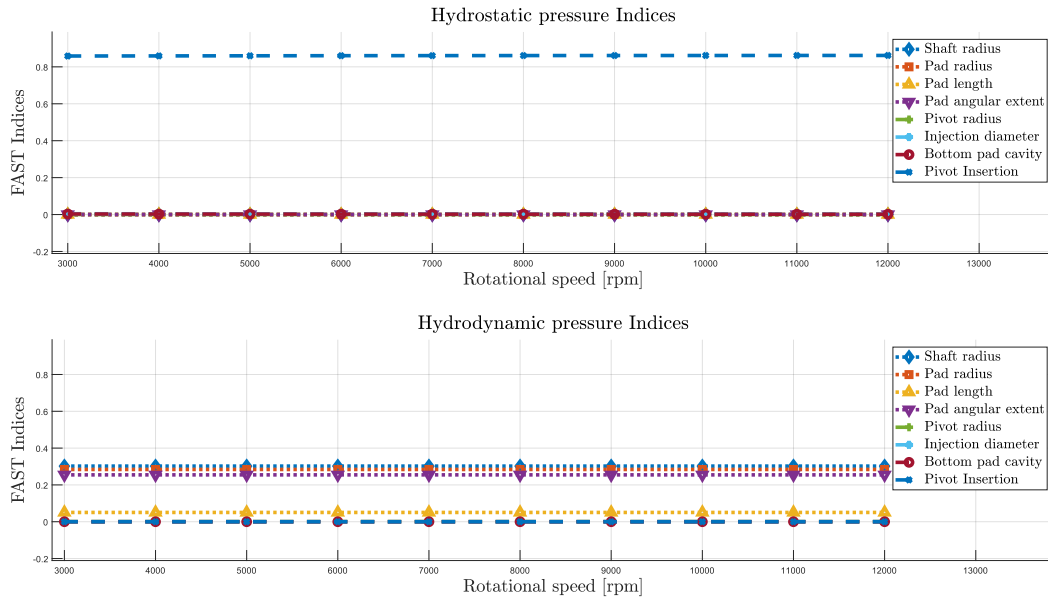 Hydrostatic pressure Indices
FAST Indices
0.8
0.6
0.4
0.2
0
-0.2
3000 4000 5000 6000 7000 8000 9000 10000 11000 12000 13000
Rotational speed [rpm]
Shaft radius
Pad radius
Pad length
Pad angular extent
Pivot radius
Injection diameter
Bottom pad cavity
Pivot Insertion
Hydrodynamic pressure Indices
FAST Indices
0.8
0.6
0.4
0.2
0
-0.2
3000 4000 5000 6000 7000 8000 9000 10000 11000 12000 13000
Rotational speed [rpm]
Shaft radius
Pad radius
Pad length
Pad angular extent
Pivot radius
Injection diameter
Bottom pad cavity
Pivot Insertion